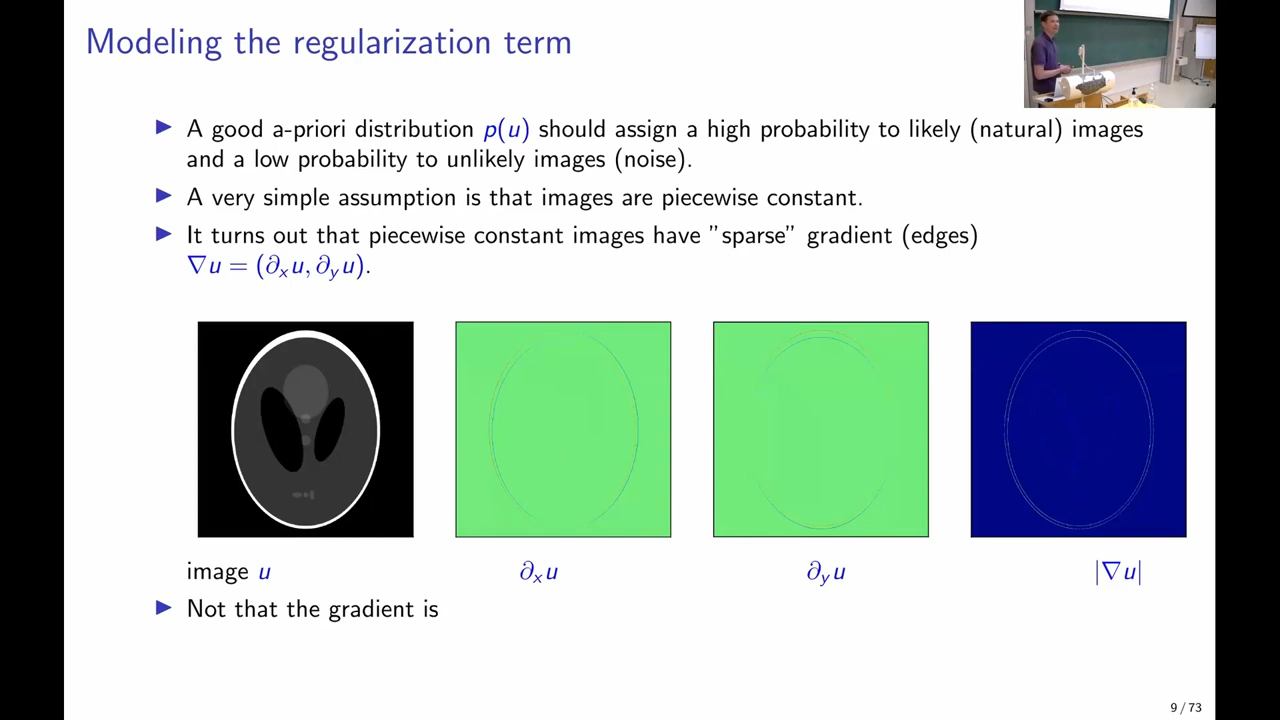 Modeling the regularization term
▶ A good a-priori distribution p(u) should assign a high probability to likely (natural) images
and a low probability to unlikely images (noise).
▶ A very simple assumption is that images are piecewise constant.
▶ It turns out that piecewise constant images have ”sparse” gradient (edges)
∇u = (∂ₓu, ∂ᵧu).
image u ∂ₓu ∂ᵧu |∇u|
▶ Not that the gradient is
9 / 73